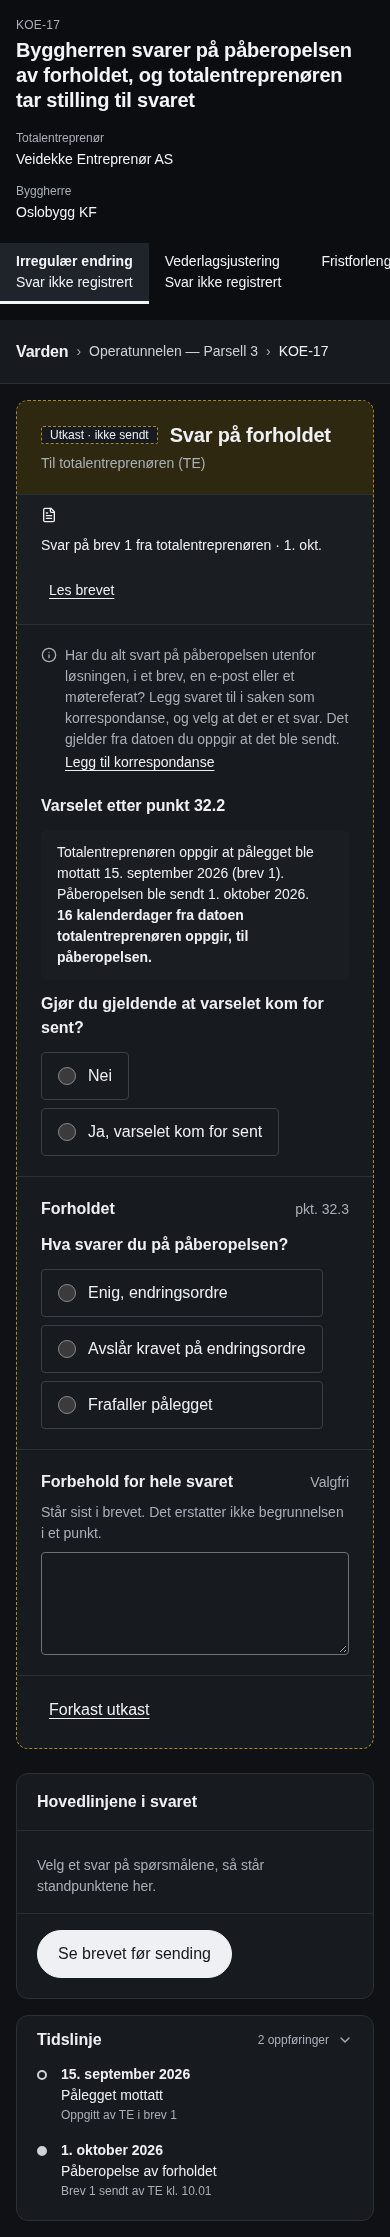 KOE-17
Byggherren svarer på påberopelsen
av forholdet, og totalentreprenøren
tar stilling til svaret
Totalentreprenør
Veidekke Entreprenør AS
Byggherre
Oslobygg KF
Irregulær endring
Svar ikke registrert
Vederlagsjustering
Svar ikke registrert
Fristforleng
Varden › Operatunnelen — Parsell 3 › KOE-17
Utkast · ikke sendt Svar på forholdet
Til totalentreprenøren (TE)
Svar på brev 1 fra totalentreprenøren · 1. okt.
Les brevet
Har du alt svart på påberopelsen utenfor
løsningen, i et brev, en e-post eller et
møtereferat? Legg svaret til i saken som
korrespondanse, og velg at det er et svar. Det
gjelder fra datoen du oppgir at det ble sendt.
Legg til korrespondanse
Varselet etter punkt 32.2
Totalentreprenøren oppgir at pålegget ble
mottatt 15. september 2026 (brev 1).
Påberopelsen ble sendt 1. oktober 2026.
16 kalenderdager fra datoen
totalentreprenøren oppgir, til
påberopelsen.
Gjør du gjeldende at varselet kom for
sent?
Nei
Ja, varselet kom for sent
Forholdet pkt. 32.3
Hva svarer du på påberopelsen?
Enig, endringsordre
Avslår kravet på endringsordre
Frafaller pålegget
Forbehold for hele svaret Valgfri
Står sist i brevet. Det erstatter ikke begrunnelsen
i et punkt.
Forkast utkast
Hovedlinjene i svaret
Velg et svar på spørsmålene, så står
standpunktene her.
Se brevet før sending
Tidslinje 2 oppføringer
15. september 2026
Pålegget mottatt
Oppgitt av TE i brev 1
1. oktober 2026
Påberopelse av forholdet
Brev 1 sendt av TE kl. 10.01